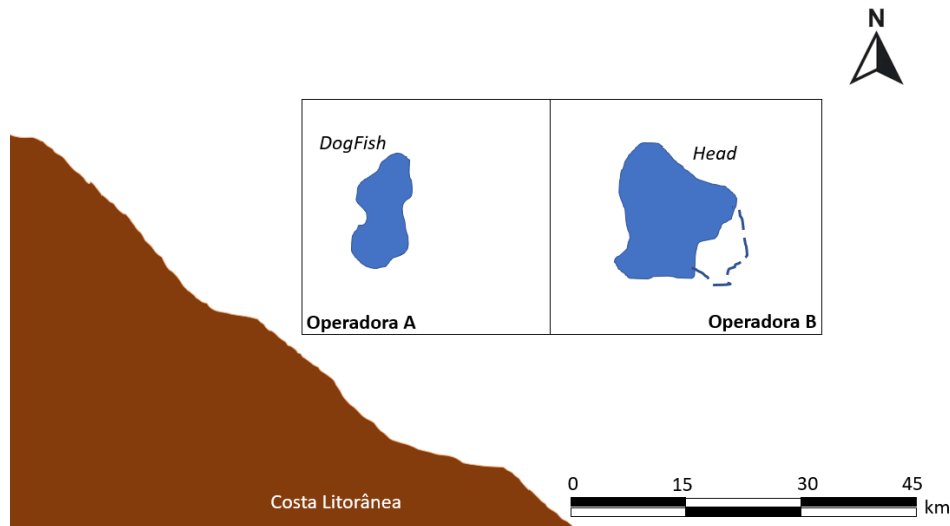 N
DogFish
Head
Operadora A
Operadora B
Costa Litorânea
0 15 30 45
km